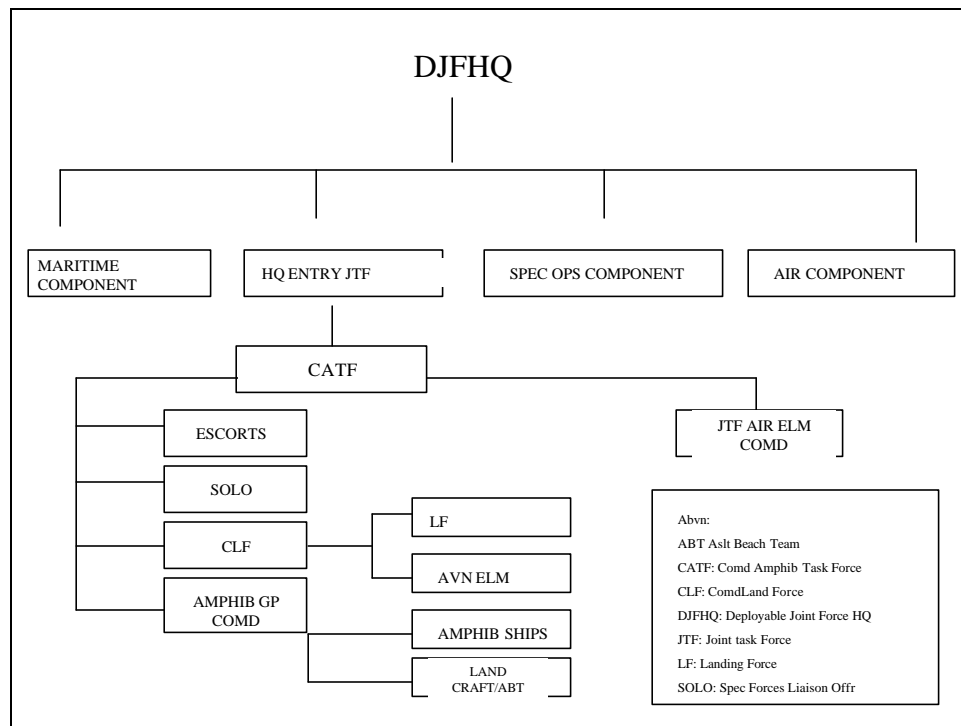 DJFHQ
MARITIME
COMPONENT
HQ ENTRY JTF
SPEC OPS COMPONENT
AIR COMPONENT
CATF
ESCORTS
SOLO
CLF
AMPHIB GP
COMD
LF
AVN ELM
AMPHIB SHIPS
LAND
CRAFT/ABT
JTF AIR ELM
COMD
Abvn:
ABT Aslt Beach Team
CATF: Comd Amphib Task Force
CLF: ComdLand Force
DJFHQ: Deployable Joint Force HQ
JTF: Joint task Force
LF: Landing Force
SOLO: Spec Forces Liaison Offr